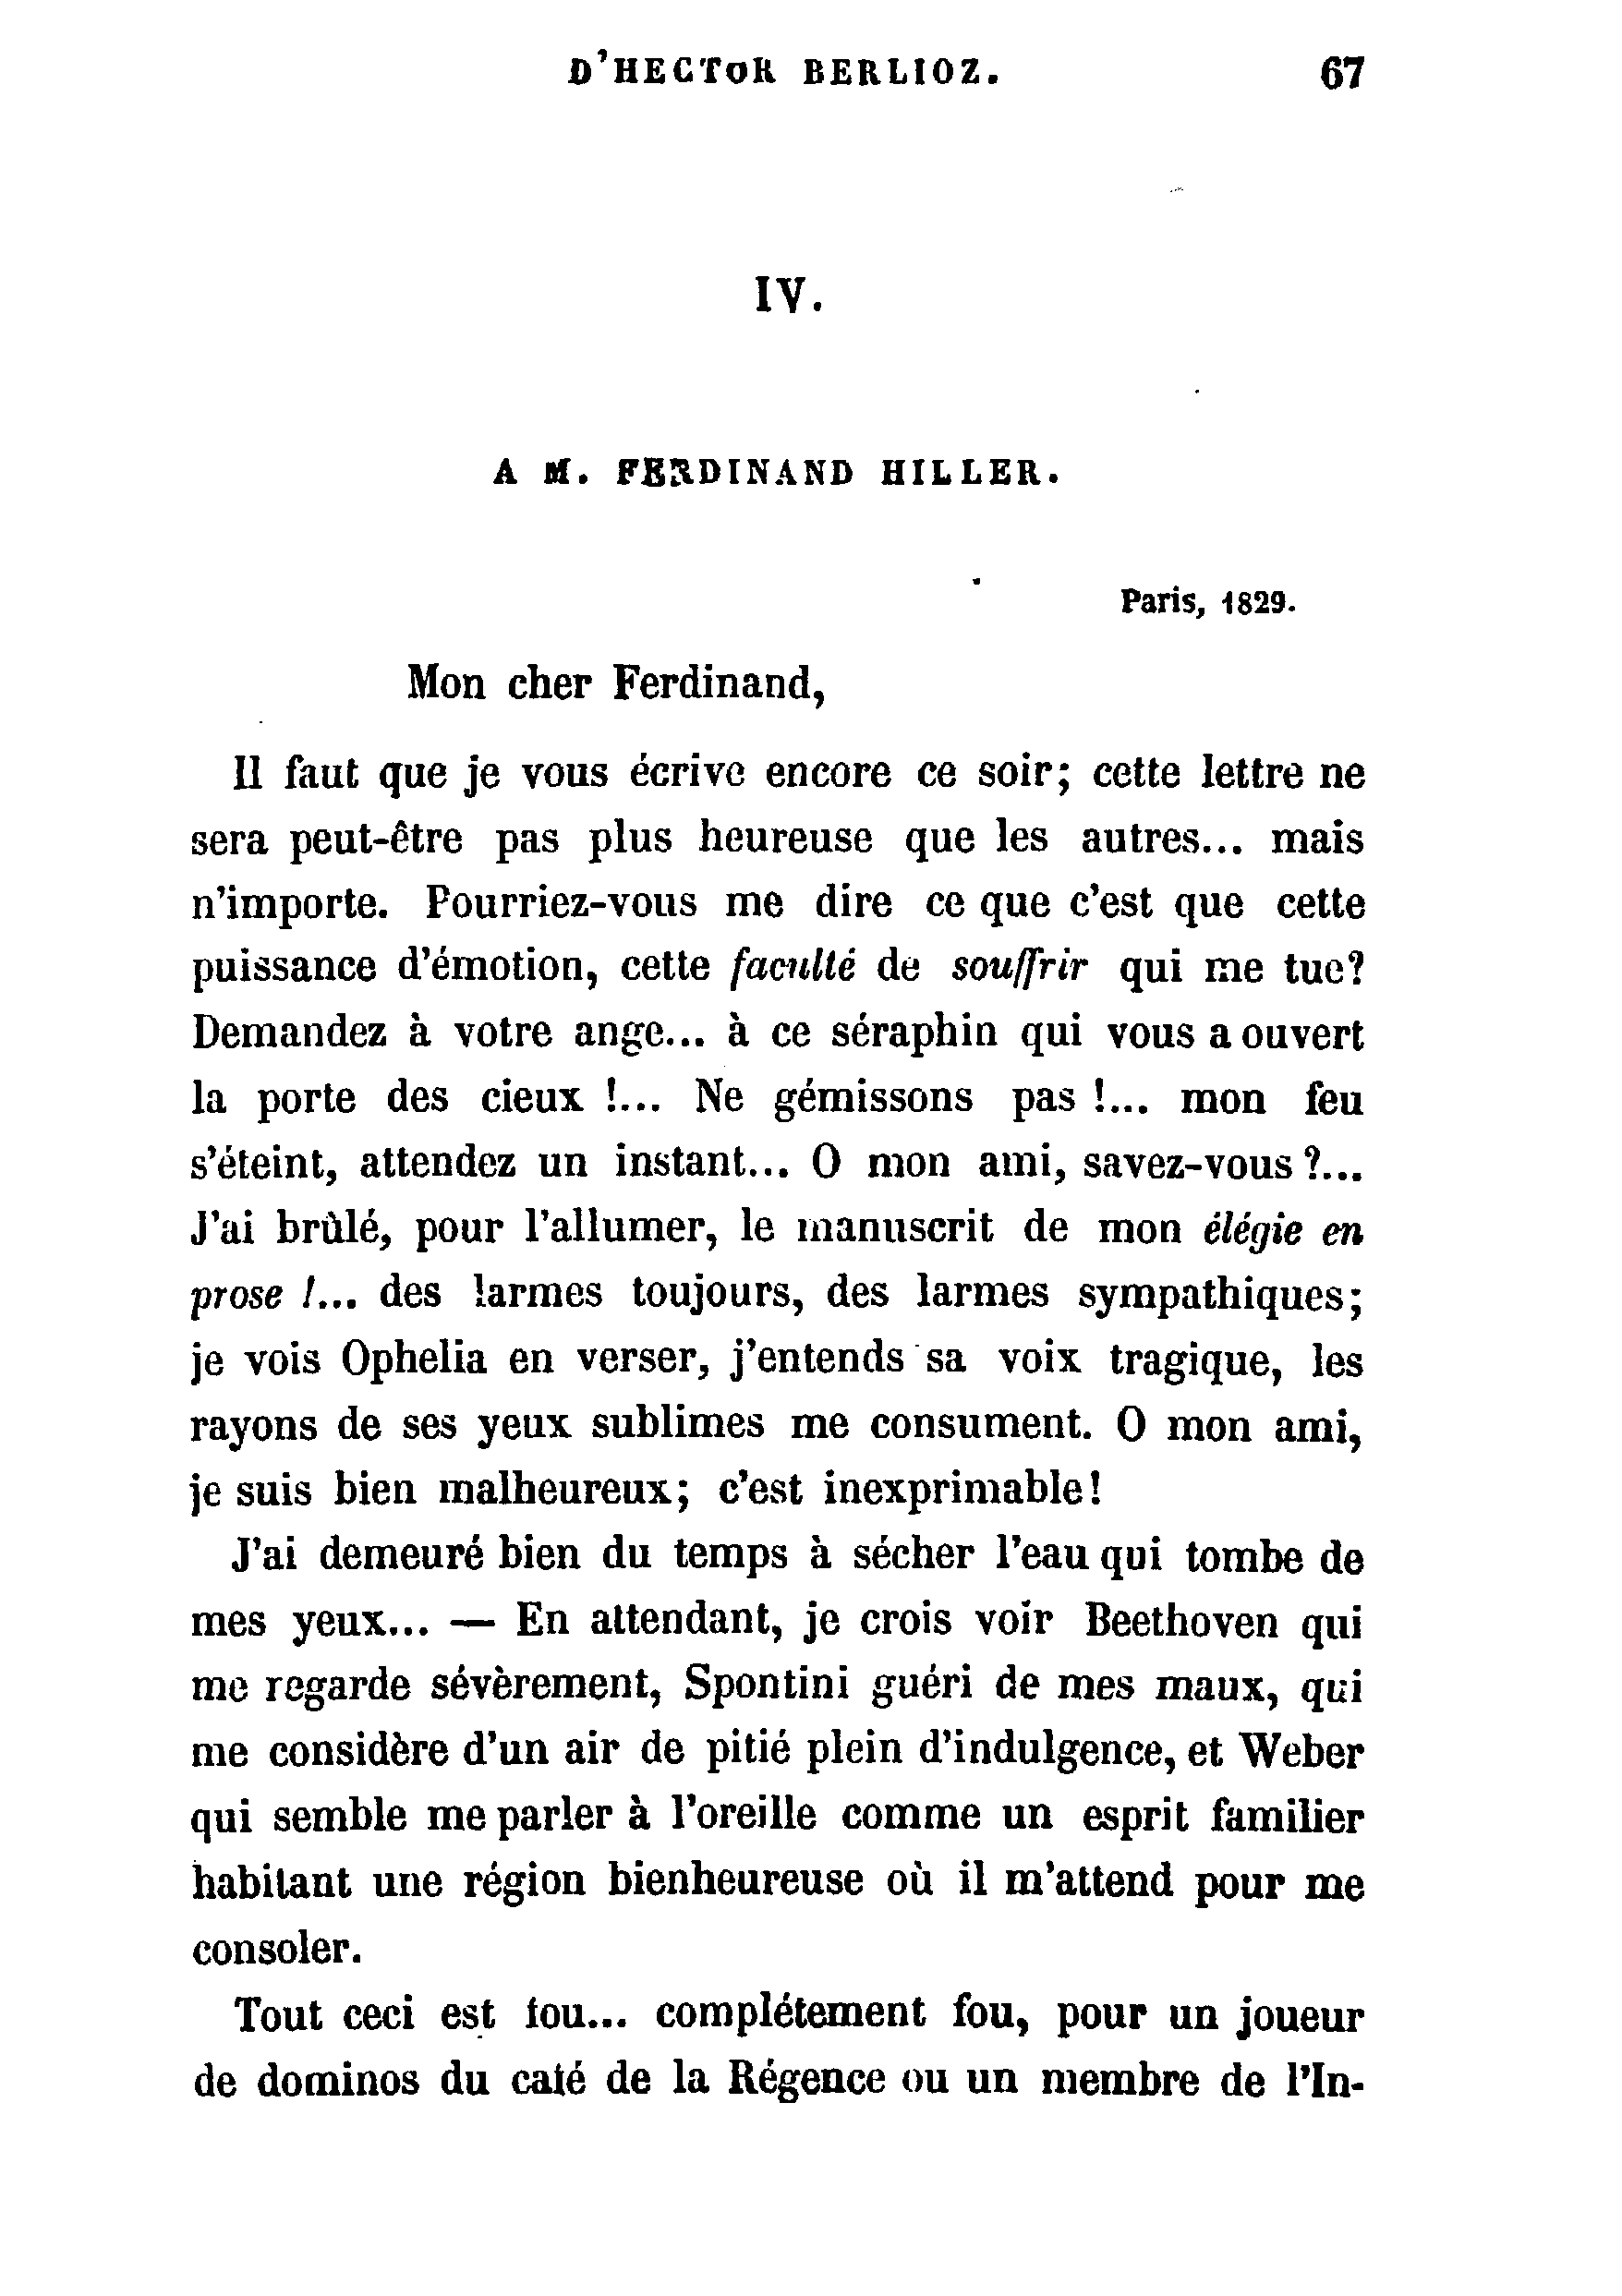 D'HECTOR BERLIOZ. 67
IV.
A M. FERDINAND HILLER.
Paris, 1829.
Mon cher Ferdinand,
Il faut que je vous écrive encore ce soir; cette lettre ne
sera peut-être pas plus heureuse que les autres... mais
n'importe. Pourriez-vous me dire ce que c'est que cette
puissance d'émotion, cette faculté de souffrir qui me tue?
Demandez à votre ange... à ce séraphin qui vous a ouvert
la porte des cieux !... Ne gémissons pas !... mon feu
s'éteint, attendez un instant... O mon ami, savez-vous ?...
J'ai brûlé, pour l'allumer, le manuscrit de mon élégie en
prose !... des larmes toujours, des larmes sympathiques;
je vois Ophelia en verser, j'entends sa voix tragique, les
rayons de ses yeux sublimes me consument. O mon ami,
je suis bien malheureux; c'est inexprimable!
J'ai demeuré bien du temps à sécher l'eau qui tombe de
mes yeux... — En attendant, je crois voir Beethoven qui
me regarde sévèrement, Spontini guéri de mes maux, qui
me considère d'un air de pitié plein d'indulgence, et Weber
qui semble me parler à l'oreille comme un esprit familier
habitant une région bienheureuse où il m'attend pour me
consoler.
Tout ceci est fou... complétement fou, pour un joueur
de dominos du café de la Régence ou un membre de l'In-